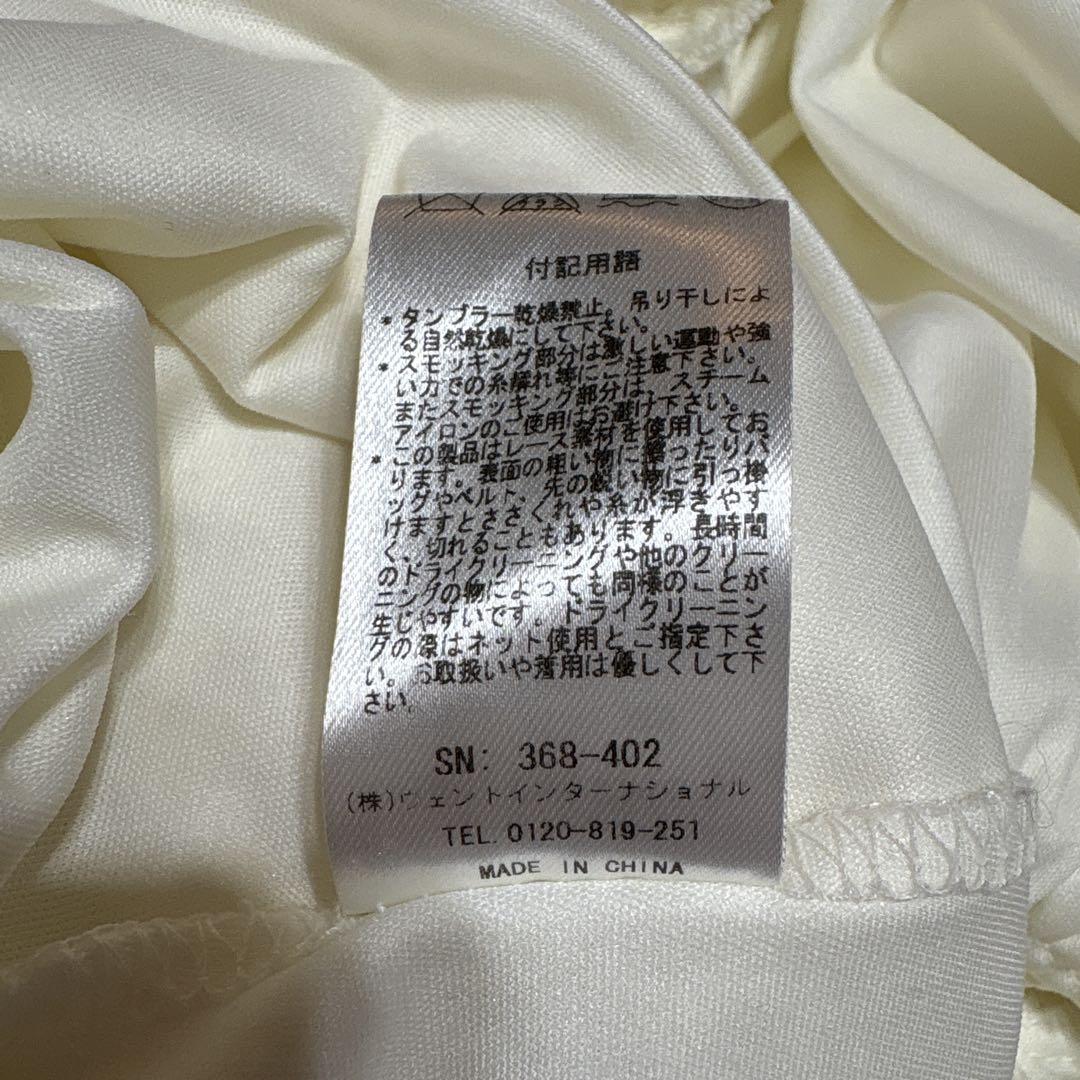 付記用語
* タンブラー乾燥禁止。吊り干しによ
る自然乾燥にして下さい。
* スモッキング部分は激しい運動や強
い力での糸解れ等にご注意下さい。
またスモッキング部分は、スチーム
アイロンのご使用はお避け下さい。
* この製品はレース素材を使用してお
ります。表面の粗い物に擦ったりバ
ッグやベルト、先の鋭い物に引っ掛
けますとささくれや糸が浮きやす
く、切れることもあります。長時間
のドライクリーニングや他のクリー
ニングの物によっても同様のことが
生じやすいです。ドライクリーニン
グの際はネット使用とご指定下さ
い。お取扱いや着用は優しくして下
さい。
SN: 368-402
(株)ウェントインターナショナル
TEL. 0120-819-251
MADE IN CHINA